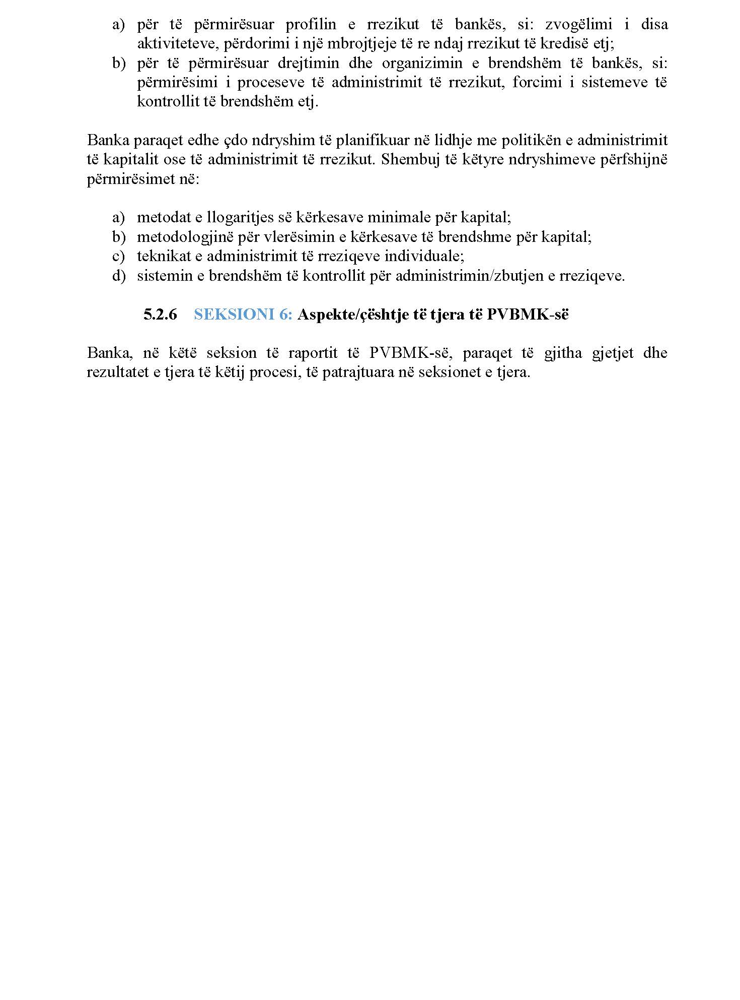 a) për të përmirësuar profilin e rrezikut të bankës, si: zvogëlimi i disa
aktiviteteve, përdorimi i një mbrojtjeje të re ndaj rrezikut të kredisë etj;
b) për të përmirësuar drejtimin dhe organizimin e brendshëm të bankës, si:
përmirësimi i proceseve të administrimit të rrezikut, forcimi i sistemeve të
kontrollit të brendshëm etj.
Banka paraqet edhe çdo ndryshim të planifikuar në lidhje me politikën e administrimit
të kapitalit ose të administrimit të rrezikut. Shembuj të këtyre ndryshimeve përfshijnë
përmirësimet në:
a) metodat e llogaritjes së kërkesave minimale për kapital;
b) metodologjinë për vlerësimin e kërkesave të brendshme për kapital;
c) teknikat e administrimit të rreziqeve individuale;
d) sistemin e brendshëm të kontrollit për administrimin/zbutjen e rreziqeve.
5.2.6 SEKSIONI 6: Aspekte/çështje të tjera të PVBMK-së
Banka, në këtë seksion të raportit të PVBMK-së, paraqet të gjitha gjetjet dhe
rezultatet e tjera të këtij procesi, të patrajtuara në seksionet e tjera.